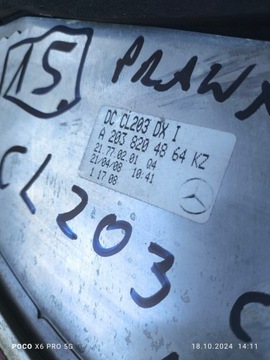 15.
PRAWY
DC CL203 DX I
A 203 820 48 64 KZ
21 77.02.01 04
21/04/08 10:41
1 17 08
CL203
POCO X6 PRO 5G
18.10.2024 14:11